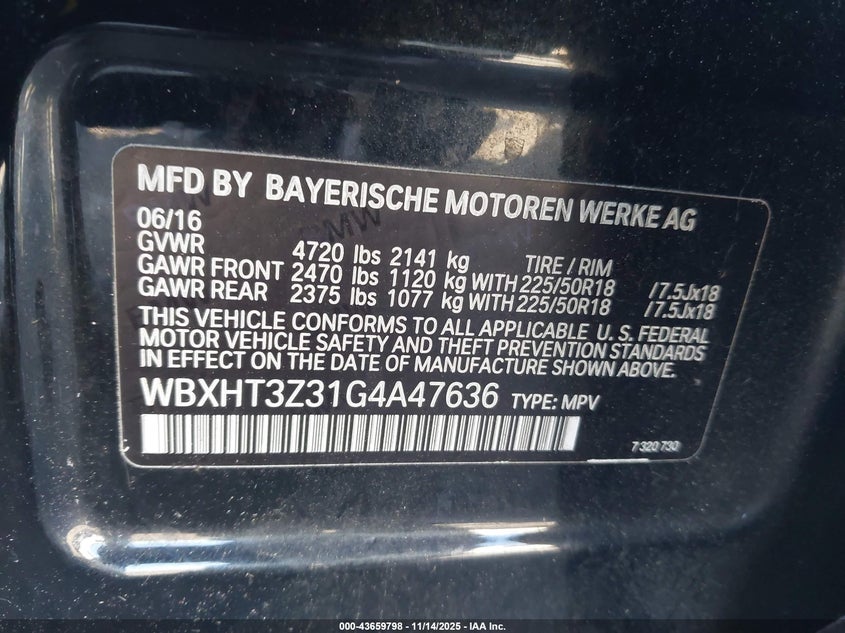 MFD BY BAYERISCHE MOTOREN WERKE AG
06/16
GVWR 4720 lbs 2141 kg TIRE / RIM
GAWR FRONT 2470 lbs 1120 kg WITH 225/50R18 /7.5Jx18
GAWR REAR 2375 lbs 1077 kg WITH 225/50R18 /7.5Jx18
THIS VEHICLE CONFORMS TO ALL APPLICABLE U. S. FEDERAL
MOTOR VEHICLE SAFETY AND THEFT PREVENTION STANDARDS
IN EFFECT ON THE DATE OF MANUFACTURE SHOWN ABOVE.
WBXHT3Z31G4A47636 TYPE: MPV
7 320 730
000-43659798 - 11/14/2025 - IAA Inc.